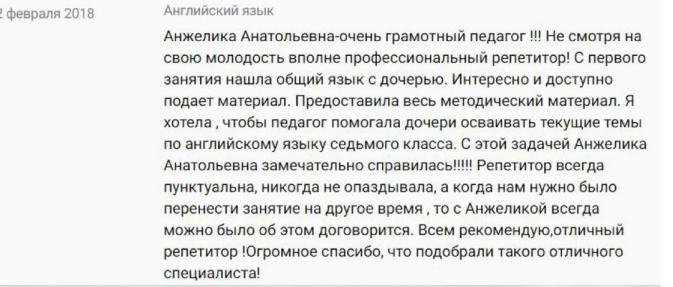 2 февраля 2018
Английский язык
Анжелика Анатольевна-очень грамотный педагог !!! Не смотря на
свою молодость вполне профессиональный репетитор! С первого
занятия нашла общий язык с дочерью. Интересно и доступно
подает материал. Предоставила весь методический материал. Я
хотела , чтобы педагог помогала дочери осваивать текущие темы
по английскому языку седьмого класса. С этой задачей Анжелика
Анатольевна замечательно справилась!!!!! Репетитор всегда
пунктуальна, никогда не опаздывала, а когда нам нужно было
перенести занятие на другое время , то с Анжеликой всегда
можно было об этом договорится. Всем рекомендую,отличный
репетитор !Огромное спасибо, что подобрали такого отличного
специалиста!